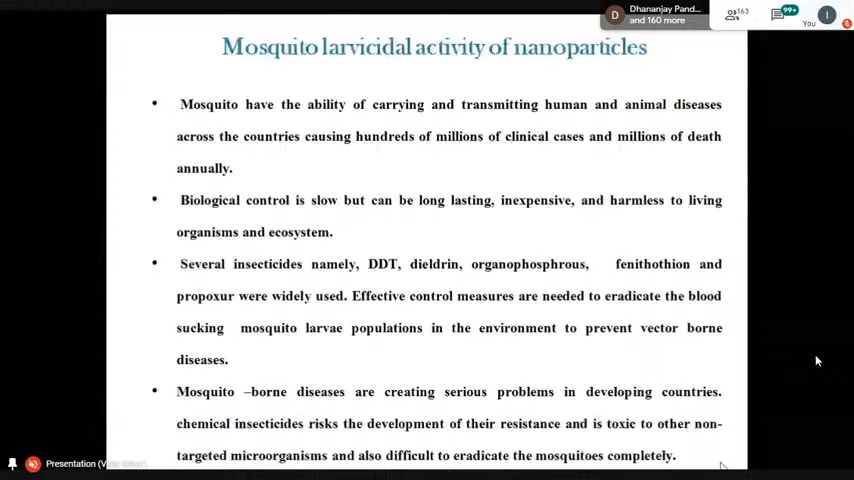 Dhananjay Pand...
and 160 more
D
163
99+
I
You
Mosquito larvicidal activity of nanoparticles
• Mosquito have the ability of carrying and transmitting human and animal diseases
across the countries causing hundreds of millions of clinical cases and millions of death
annually.
• Biological control is slow but can be long lasting, inexpensive, and harmless to living
organisms and ecosystem.
• Several insecticides namely, DDT, dieldrin, organophosphrous, fenithothion and
propoxur were widely used. Effective control measures are needed to eradicate the blood
sucking mosquito larvae populations in the environment to prevent vector borne
diseases.
• Mosquito –borne diseases are creating serious problems in developing countries.
chemical insecticides risks the development of their resistance and is toxic to other non-
targeted microorganisms and also difficult to eradicate the mosquitoes completely.
Presentation